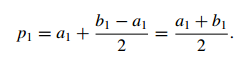 p₁ = a₁ + (b₁ − a₁)/2 = (a₁ + b₁)/2.